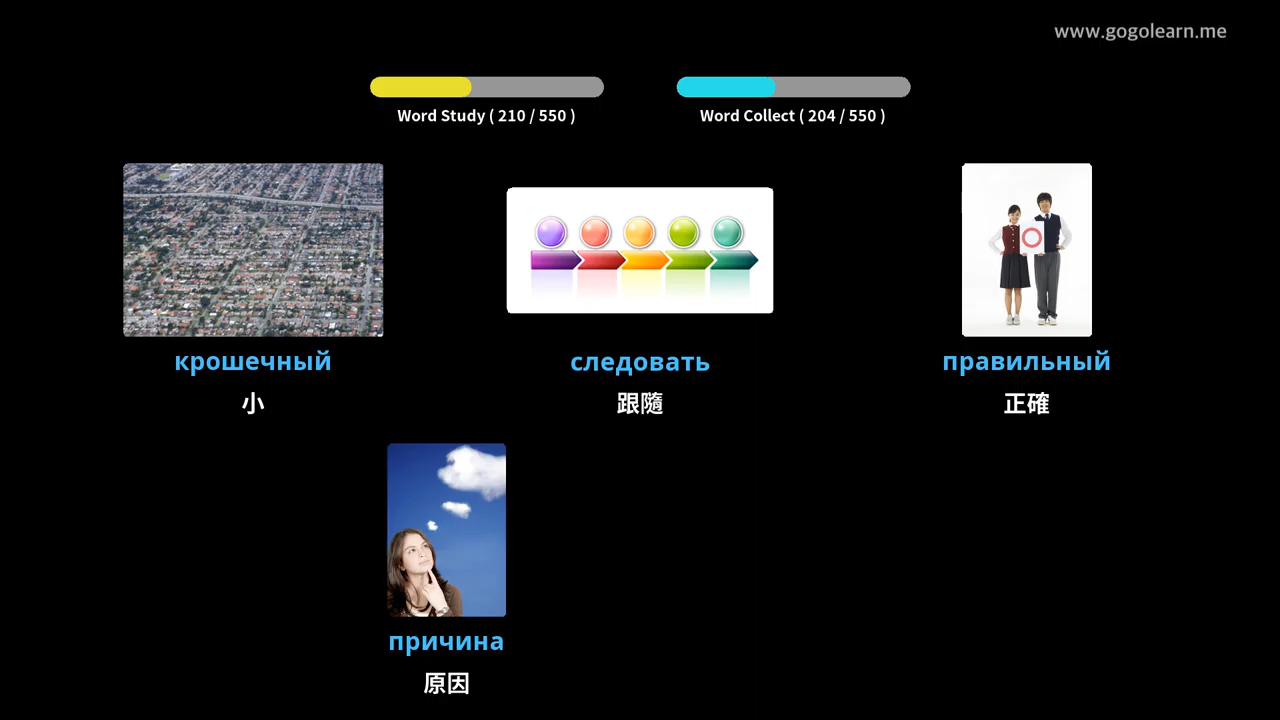 www.gogolearn.me
Word Study ( 210 / 550 )
Word Collect ( 204 / 550 )
крошечный
小
следовать
跟隨
правильный
正確
причина
原因